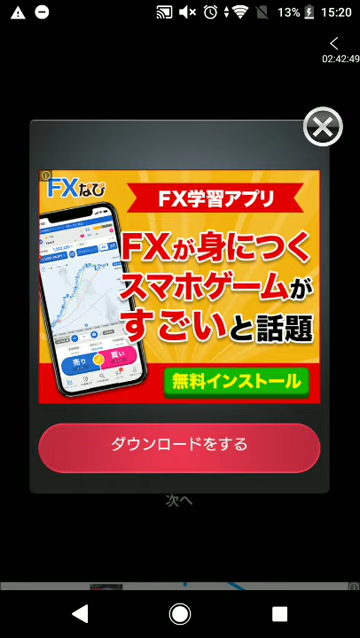 13% 15:20
02:42:49
FXなび
FX学習アプリ
FXが身につく
スマホゲームが
すごいと話題
売り 買い
無料インストール
ダウンロードをする
次へ